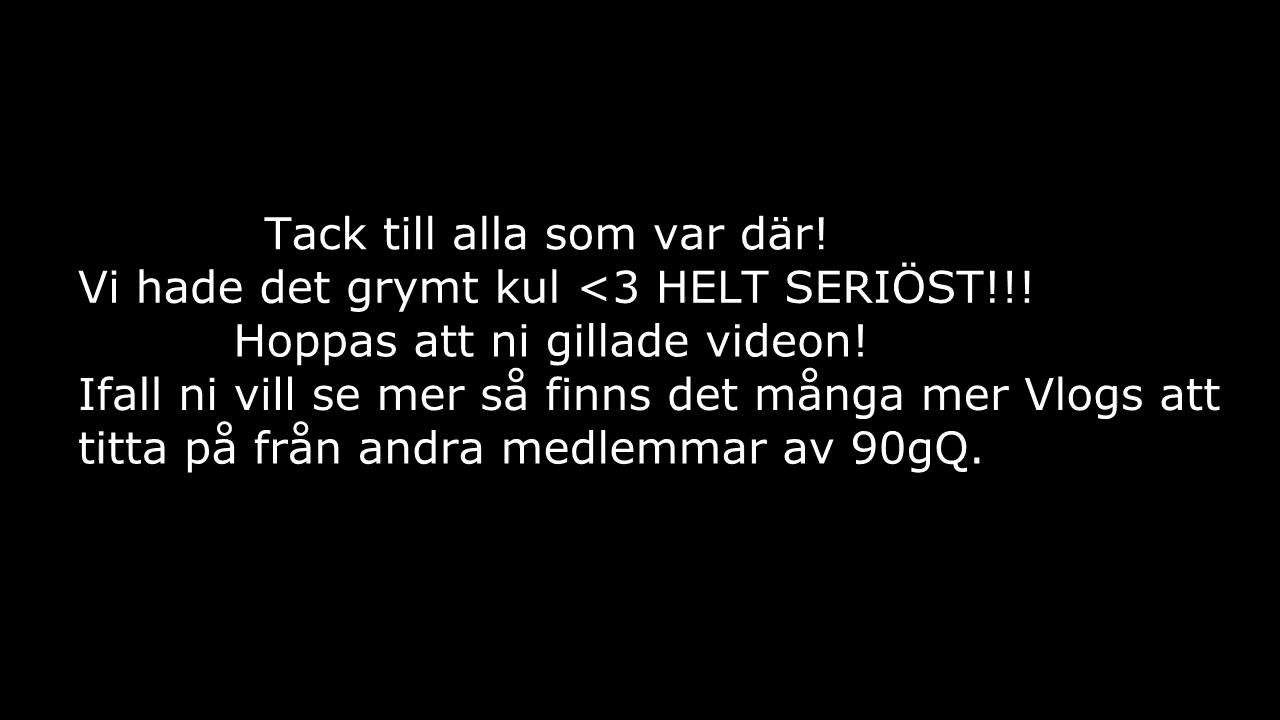 Tack till alla som var där!
Vi hade det grymt kul <3 HELT SERIÖST!!!
Hoppas att ni gillade videon!
Ifall ni vill se mer så finns det många mer Vlogs att
titta på från andra medlemmar av 90gQ.